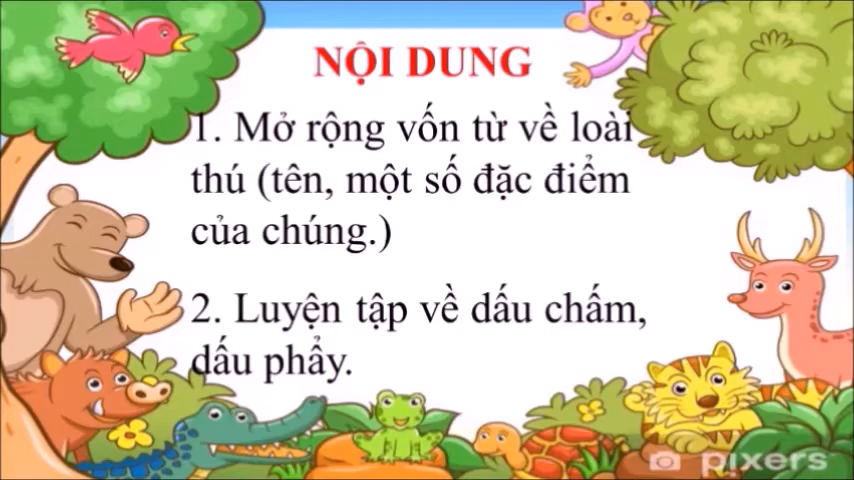 NỘI DUNG
1. Mở rộng vốn từ về loài
thú (tên, một số đặc điểm
của chúng.)
2. Luyện tập về dấu chấm,
dấu phẩy.
pixers